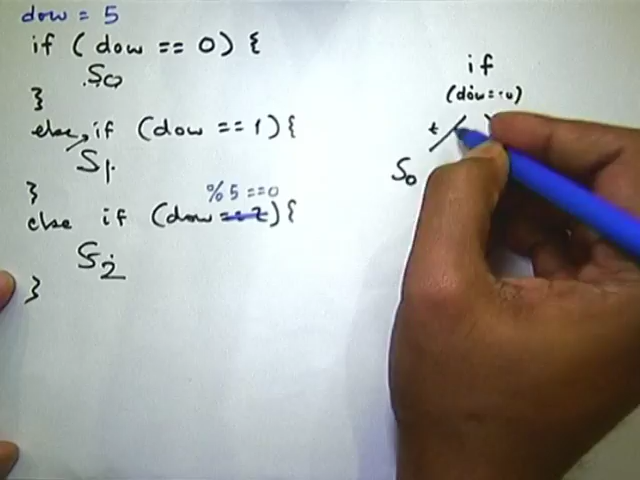 dow = 5
if ( dow == 0 ) {
S0
}
else if (dow == 1) {
S1
}
% 5 == 0
else if (dow == 2) {
S2
}
if
(dow == 0)
t
S0